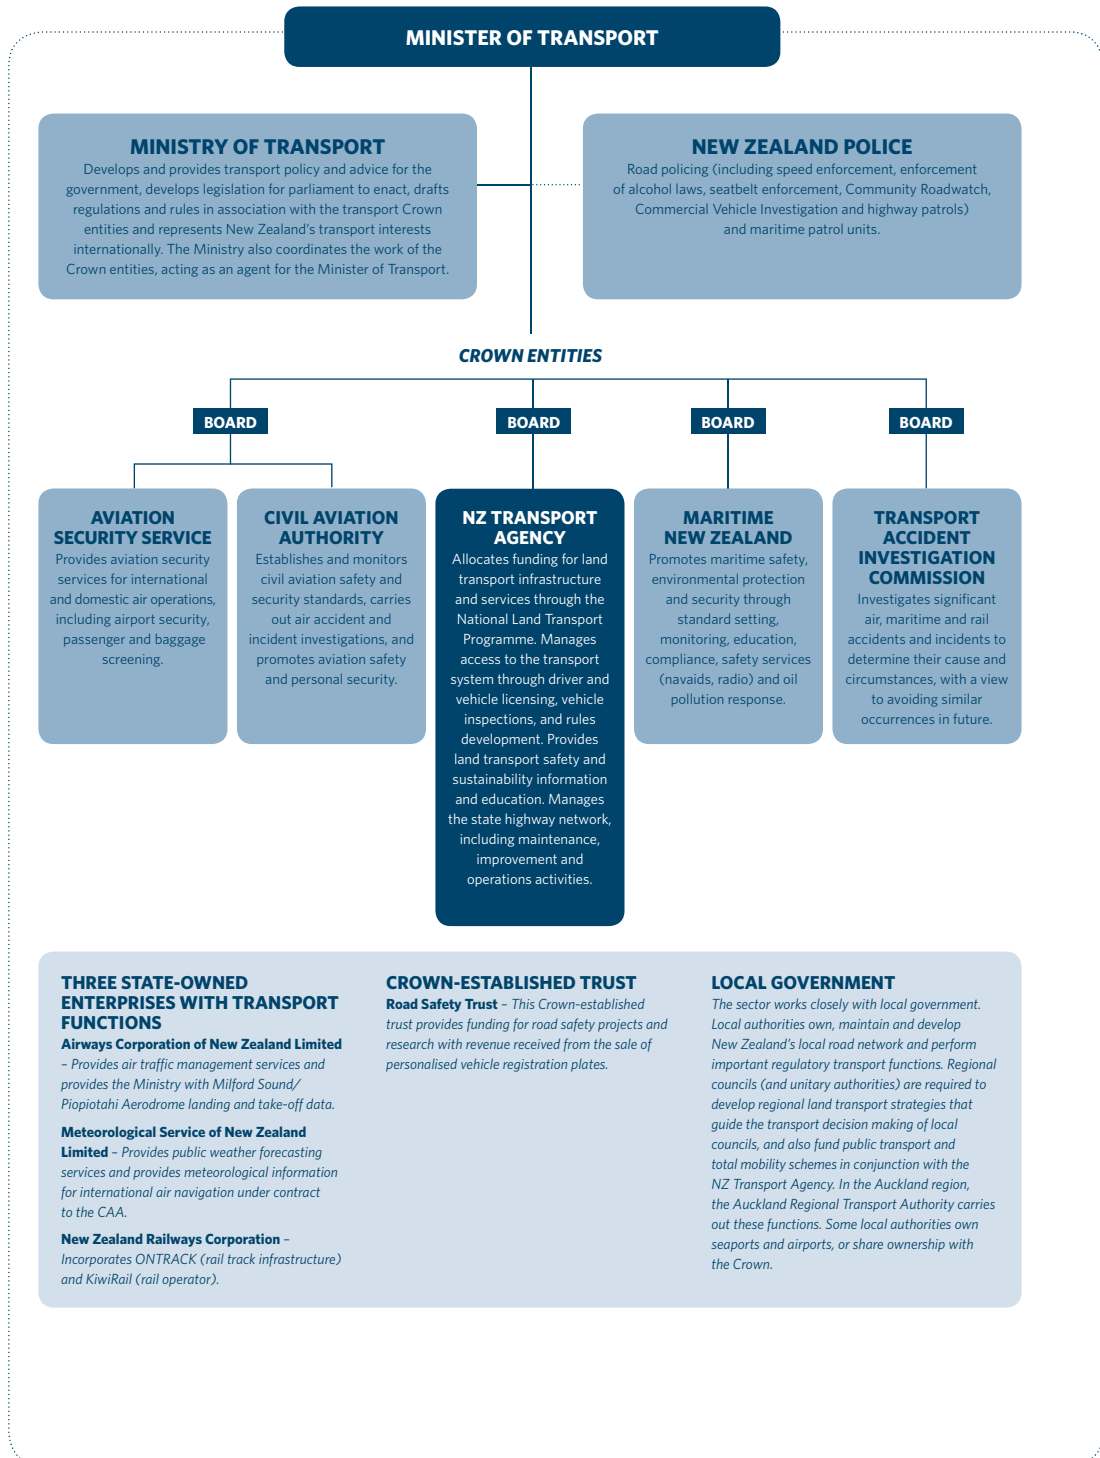 MINISTER OF TRANSPORT
MINISTRY OF TRANSPORT
Develops and provides transport policy and advice for the
government, develops legislation for parliament to enact, drafts
regulations and rules in association with the transport Crown
entities and represents New Zealand's transport interests
internationally. The Ministry also coordinates the work of the
Crown entities, acting as an agent for the Minister of Transport.
NEW ZEALAND POLICE
Road policing (including speed enforcement, enforcement
of alcohol laws, seatbelt enforcement, Community Roadwatch,
Commercial Vehicle Investigation and highway patrols)
and maritime patrol units.
CROWN ENTITIES
BOARD
BOARD
BOARD
BOARD
AVIATION
SECURITY SERVICE
Provides aviation security
services for international
and domestic air operations,
including airport security,
passenger and baggage
screening.
CIVIL AVIATION
AUTHORITY
Establishes and monitors
civil aviation safety and
security standards, carries
out air accident and
incident investigations, and
promotes aviation safety
and personal security.
NZ TRANSPORT
AGENCY
Allocates funding for land
transport infrastructure
and services through the
National Land Transport
Programme. Manages
access to the transport
system through driver and
vehicle licensing, vehicle
inspections, and rules
development. Provides
land transport safety and
sustainability information
and education. Manages
the state highway network,
including maintenance,
improvement and
operations activities.
MARITIME
NEW ZEALAND
Promotes maritime safety,
environmental protection
and security through
standard setting,
monitoring, education,
compliance, safety services
(navaids, radio) and oil
pollution response.
TRANSPORT
ACCIDENT
INVESTIGATION
COMMISSION
Investigates significant
air, maritime and rail
accidents and incidents to
determine their cause and
circumstances, with a view
to avoiding similar
occurrences in future.
THREE STATE-OWNED
ENTERPRISES WITH TRANSPORT
FUNCTIONS
Airways Corporation of New Zealand Limited
– Provides air traffic management services and
provides the Ministry with Milford Sound/
Piopiotahi Aerodrome landing and take-off data.
Meteorological Service of New Zealand
Limited – Provides public weather forecasting
services and provides meteorological information
for international air navigation under contract
to the CAA.
New Zealand Railways Corporation –
Incorporates ONTRACK (rail track infrastructure)
and KiwiRail (rail operator).
CROWN-ESTABLISHED TRUST
Road Safety Trust – This Crown-established
trust provides funding for road safety projects and
research with revenue received from the sale of
personalised vehicle registration plates.
LOCAL GOVERNMENT
The sector works closely with local government.
Local authorities own, maintain and develop
New Zealand's local road network and perform
important regulatory transport functions. Regional
councils (and unitary authorities) are required to
develop regional land transport strategies that
guide the transport decision making of local
councils, and also fund public transport and
total mobility schemes in conjunction with the
NZ Transport Agency. In the Auckland region,
the Auckland Regional Transport Authority carries
out these functions. Some local authorities own
seaports and airports, or share ownership with
the Crown.